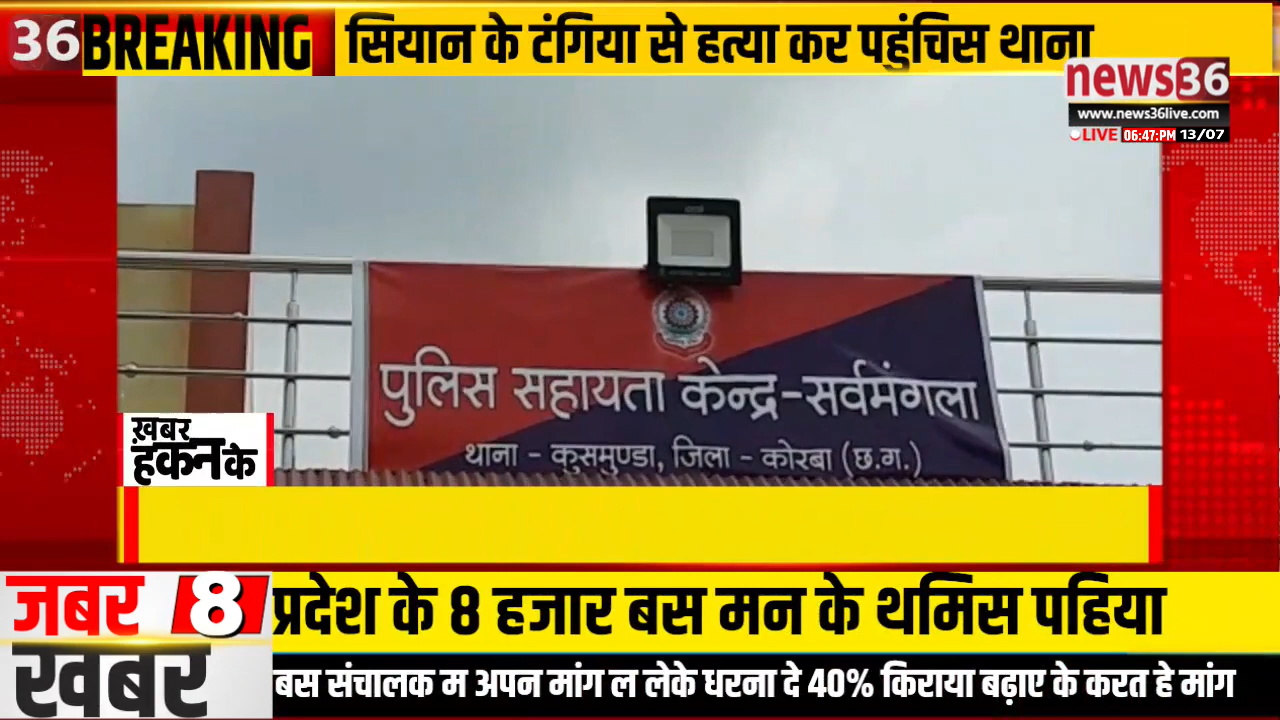 36 BREAKING
सियान के टंगिया से हत्या कर पहुंचिस थाना
news36
www.news36live.com
LIVE 06:47:PM 13/07
पुलिस सहायता केन्द्र-सर्वमंगला
थाना - कुसमुण्डा, जिला - कोरबा (छ.ग.)
ख़बर
हकन के
जबर 8
खबर
प्रदेश के 8 हजार बस मन के थमिस पहिया
बस संचालक म अपन मांग ल लेके धरना दे 40% किराया बढ़ाए के करत हे मांग